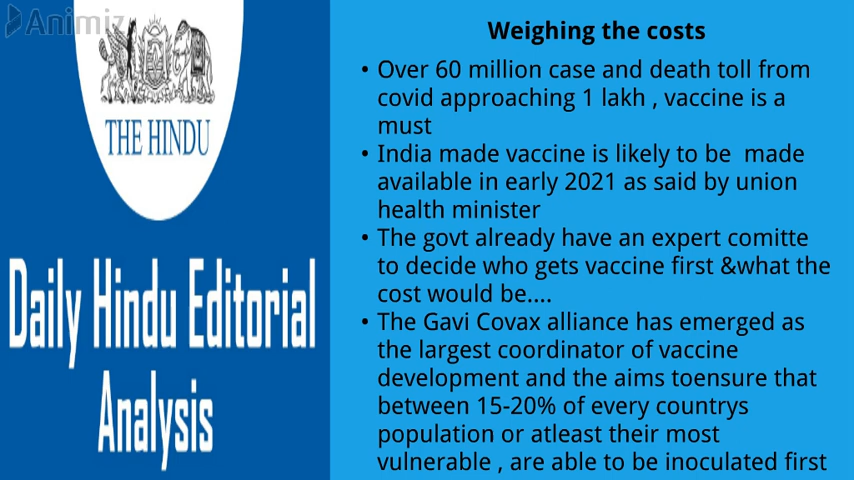 Animiz
THE HINDU
Daily Hindu Editorial
Analysis
Weighing the costs
• Over 60 million case and death toll from
covid approaching 1 lakh , vaccine is a
must
• India made vaccine is likely to be made
available in early 2021 as said by union
health minister
• The govt already have an expert comitte
to decide who gets vaccine first &what the
cost would be....
• The Gavi Covax alliance has emerged as
the largest coordinator of vaccine
development and the aims toensure that
between 15-20% of every countrys
population or atleast their most
vulnerable , are able to be inoculated first